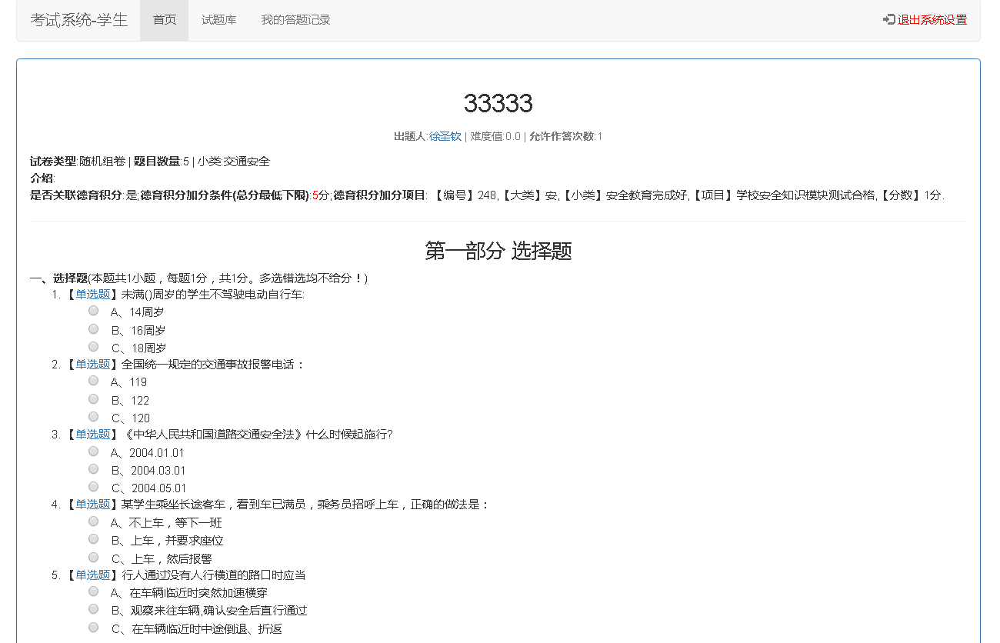 考试系统-学生 首页 试题库 我的答题记录 退出系统设置
33333
出题人:徐圣钦 | 难度值:0.0 | 允许作答次数:1
试卷类型:随机组卷 | 题目数量:5 | 小类:交通安全
介绍:
是否关联德育积分:是;德育积分加分条件(总分最低下限):5分;德育积分加分项目: 【编号】248,【大类】安,【小类】安全教育完成好,【项目】学校安全知识模块测试合格,【分数】1分.
第一部分 选择题
一、选择题(本题共1小题，每题1分，共1分。多选错选均不给分！)
1. 【单选题】未满()周岁的学生不驾驶电动自行车:
A、14周岁
B、16周岁
C、18周岁
2. 【单选题】全国统一规定的交通事故报警电话：
A、119
B、122
C、120
3. 【单选题】《中华人民共和国道路交通安全法》什么时候起施行?
A、2004.01.01
B、2004.03.01
C、2004.05.01
4. 【单选题】某学生乘坐长途客车，看到车已满员，乘务员招呼上车，正确的做法是：
A、不上车，等下一班
B、上车，并要求座位
C、上车，然后报警
5. 【单选题】行人通过没有人行横道的路口时应当
A、在车辆临近时突然加速横穿
B、观察来往车辆,确认安全后直行通过
C、在车辆临近时中途倒退、折返